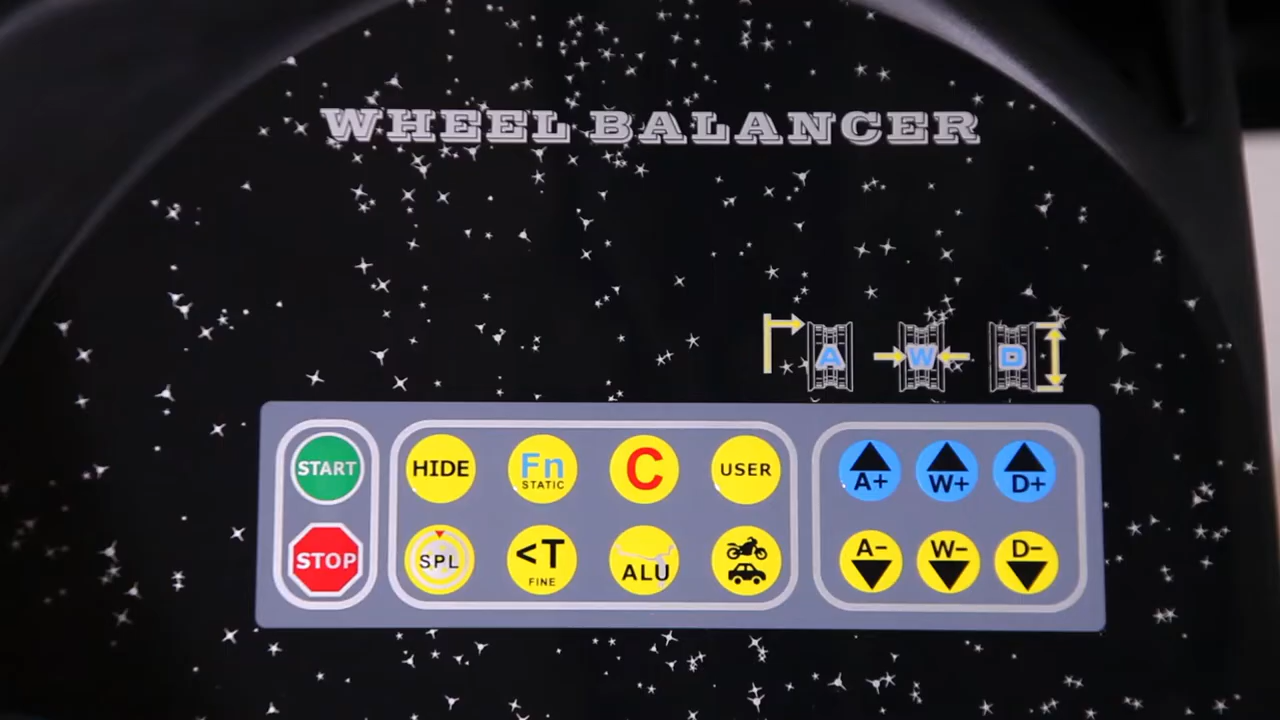 WHEEL BALANCER
A W D
START HIDE Fn STATIC C USER A+ W+ D+
STOP SPL <T FINE ALU A- W- D-